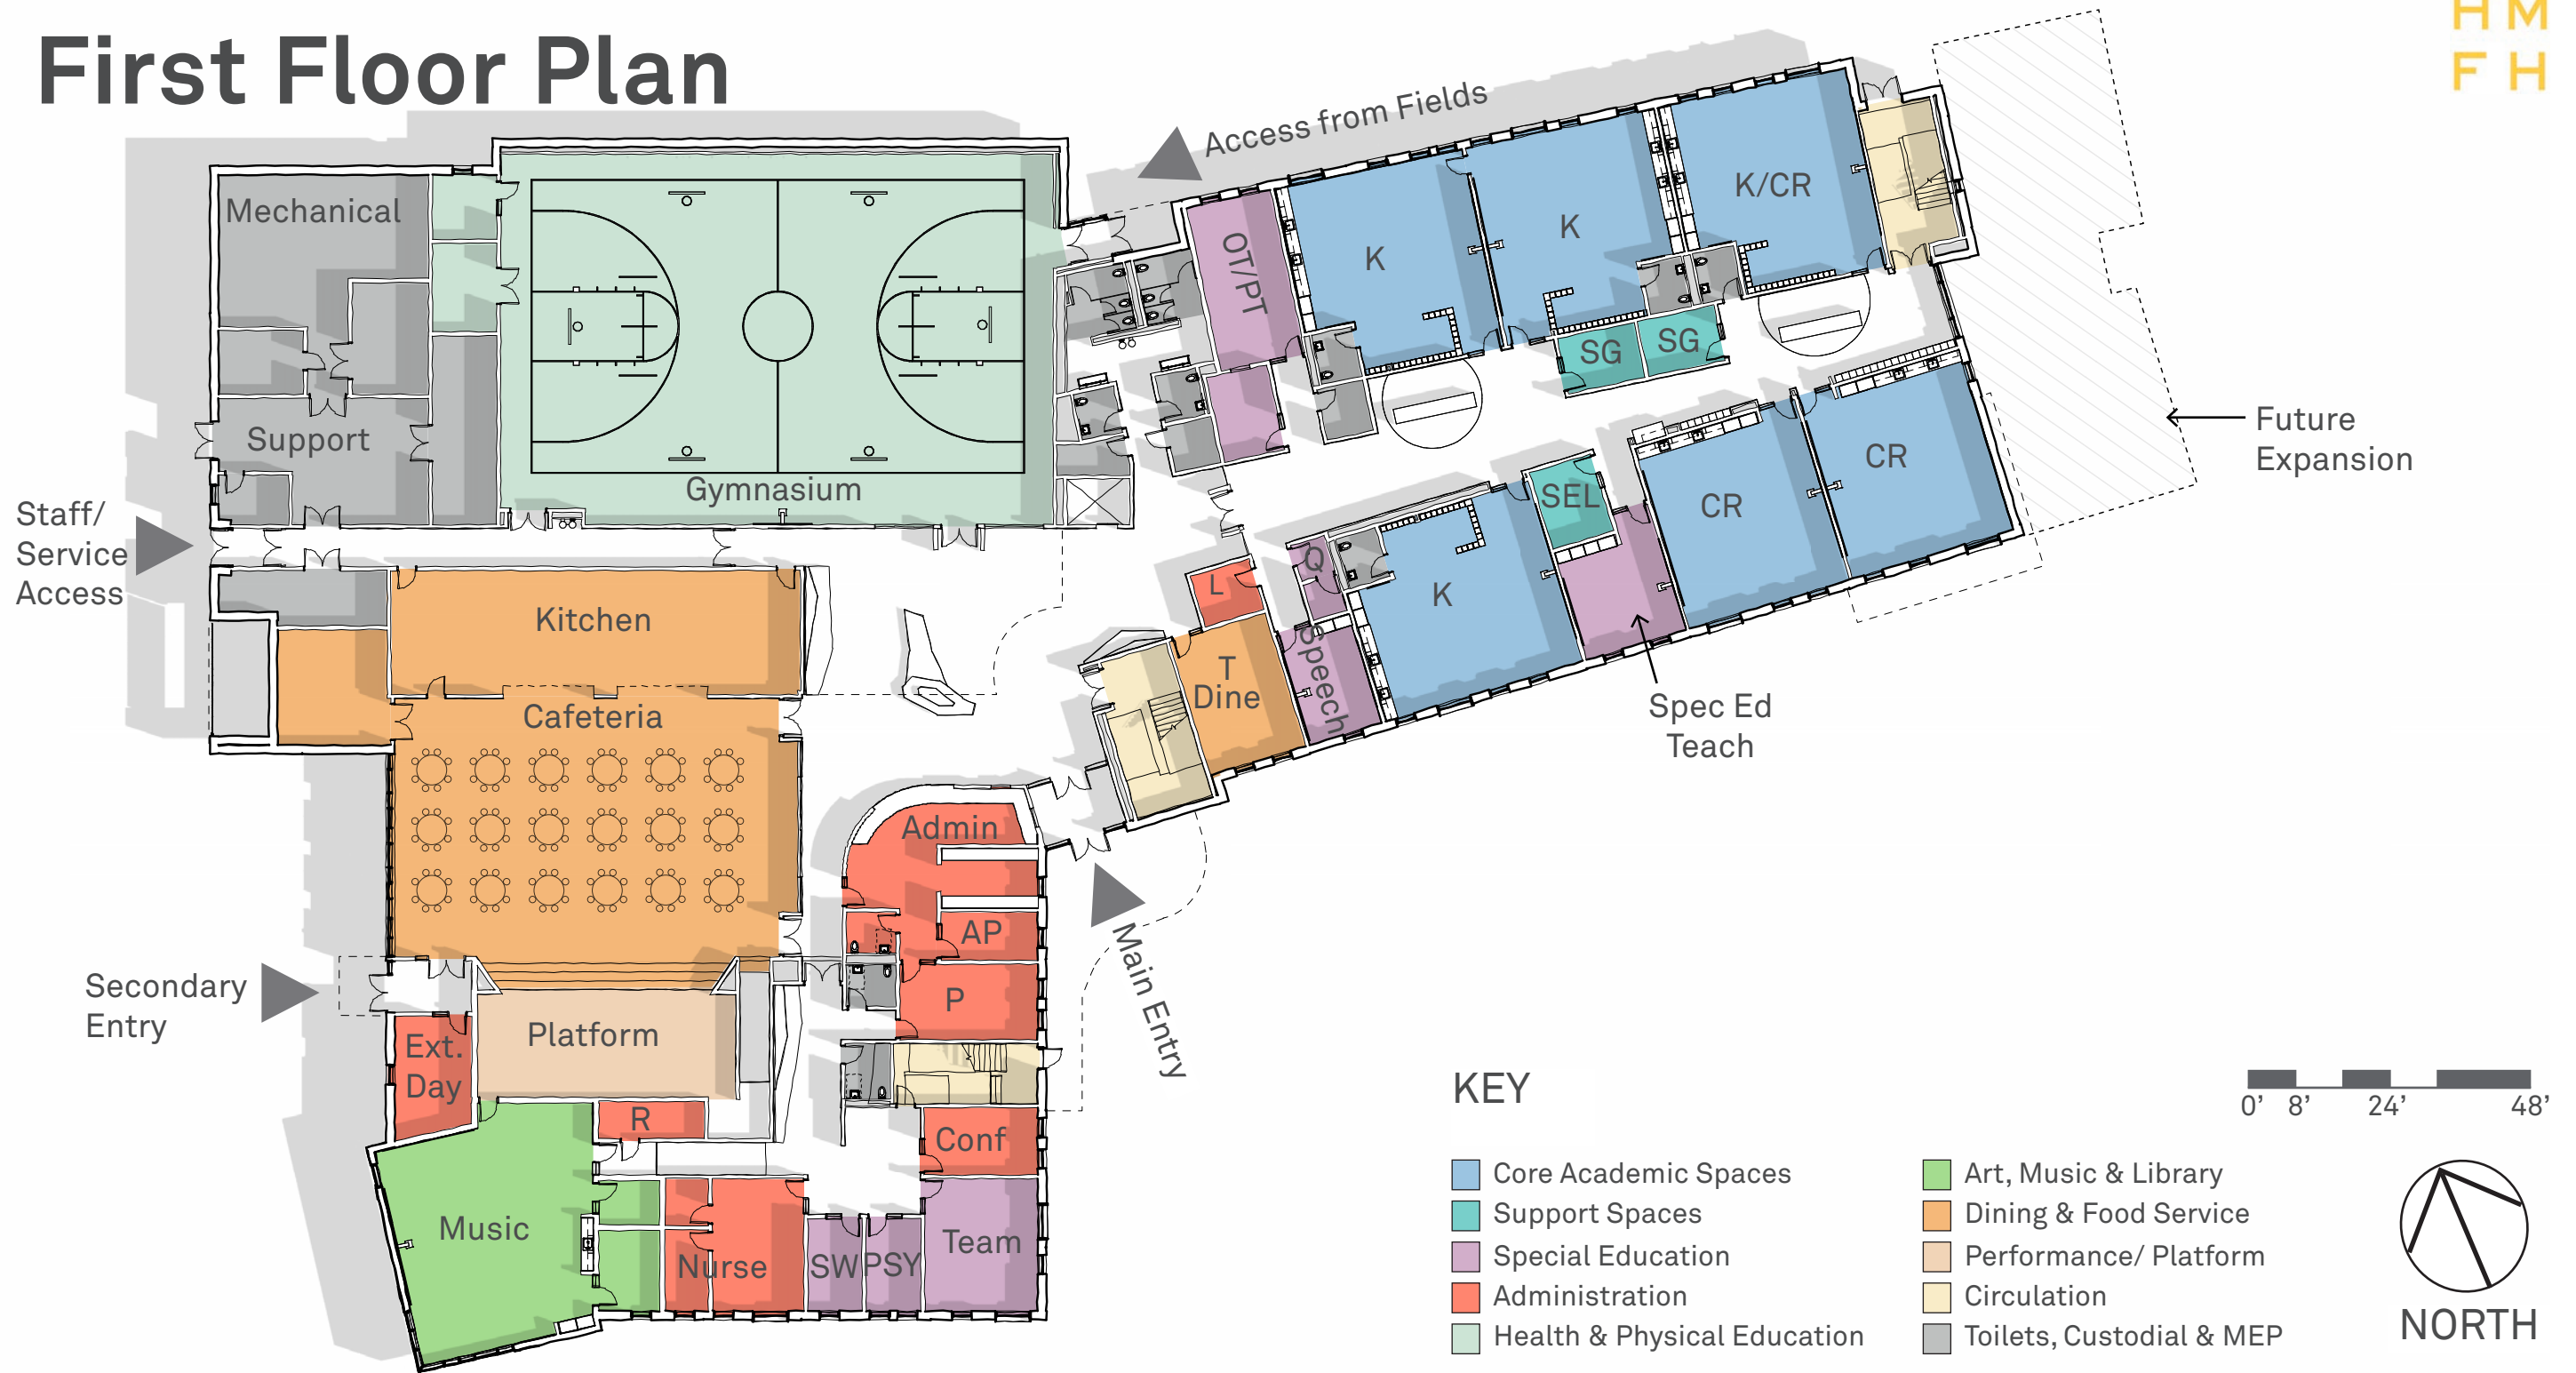 First Floor Plan
H M
F H
Access from Fields
Mechanical
OT/PT
K
K
K/CR
SG
SG
Support
Gymnasium
Future
Expansion
Staff/
Service
Access
CR
CR
SEL
Q
L
K
Kitchen
Cafeteria
T
Dine
Speech
Spec Ed
Teach
Admin
AP
P
Main Entry
Secondary
Entry
Platform
Ext.
Day
R
Conf
Music
Nurse
SW
PSY
Team
KEY
Core Academic Spaces
Support Spaces
Special Education
Administration
Health & Physical Education
Art, Music & Library
Dining & Food Service
Performance/ Platform
Circulation
Toilets, Custodial & MEP
0' 8' 24' 48'
NORTH